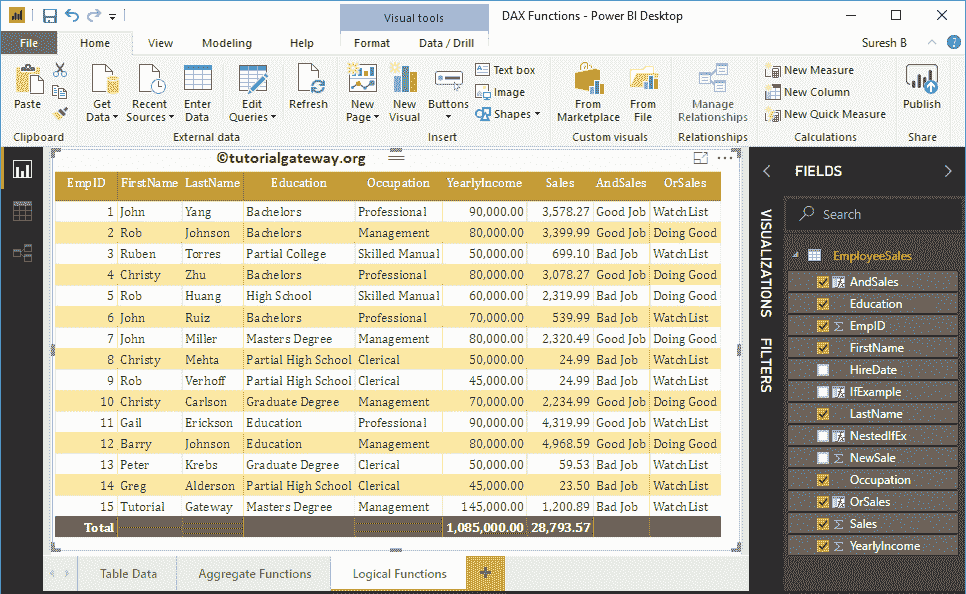 DAX Functions - Power BI Desktop
Visual tools
File Home View Modeling Help Format Data / Drill Suresh B
Paste
Get Data
Recent Sources
Enter Data
Edit Queries
Refresh
New Page
New Visual
Buttons
Text box
Image
Shapes
From Marketplace
From File
Manage Relationships
New Measure
New Column
New Quick Measure
Publish
Clipboard External data Insert Custom visuals Relationships Calculations Share
©tutorialgateway.org
EmpID FirstName LastName Education Occupation YearlyIncome Sales AndSales OrSales
1 John Yang Bachelors Professional 90,000.00 3,578.27 Good Job WatchList
2 Rob Johnson Bachelors Management 80,000.00 3,399.99 Good Job Doing Good
3 Ruben Torres Partial College Skilled Manual 50,000.00 699.10 Bad Job WatchList
4 Christy Zhu Bachelors Professional 80,000.00 3,078.27 Good Job Doing Good
5 Rob Huang High School Skilled Manual 60,000.00 2,319.99 Bad Job Doing Good
6 John Ruiz Bachelors Professional 70,000.00 539.99 Bad Job WatchList
7 John Miller Masters Degree Management 80,000.00 2,320.49 Good Job Doing Good
8 Christy Mehta Partial High School Clerical 50,000.00 24.99 Bad Job WatchList
9 Rob Verhoff Partial High School Clerical 45,000.00 24.99 Bad Job WatchList
10 Christy Carlson Graduate Degree Management 70,000.00 2,234.99 Good Job Doing Good
11 Gail Erickson Education Professional 90,000.00 4,319.99 Good Job WatchList
12 Barry Johnson Education Management 80,000.00 4,968.59 Good Job Doing Good
13 Peter Krebs Graduate Degree Clerical 50,000.00 59.53 Bad Job WatchList
14 Greg Alderson Partial High School Clerical 45,000.00 23.50 Bad Job WatchList
15 Tutorial Gateway Masters Degree Management 145,000.00 1,200.89 Bad Job WatchList
Total 1,085,000.00 28,793.57
VISUALIZATIONS
FILTERS
FIELDS
Search
EmployeeSales
AndSales
Education
EmpID
FirstName
HireDate
IfExample
LastName
NestedIfEx
NewSale
Occupation
OrSales
Sales
YearlyIncome
Table Data Aggregate Functions Logical Functions +